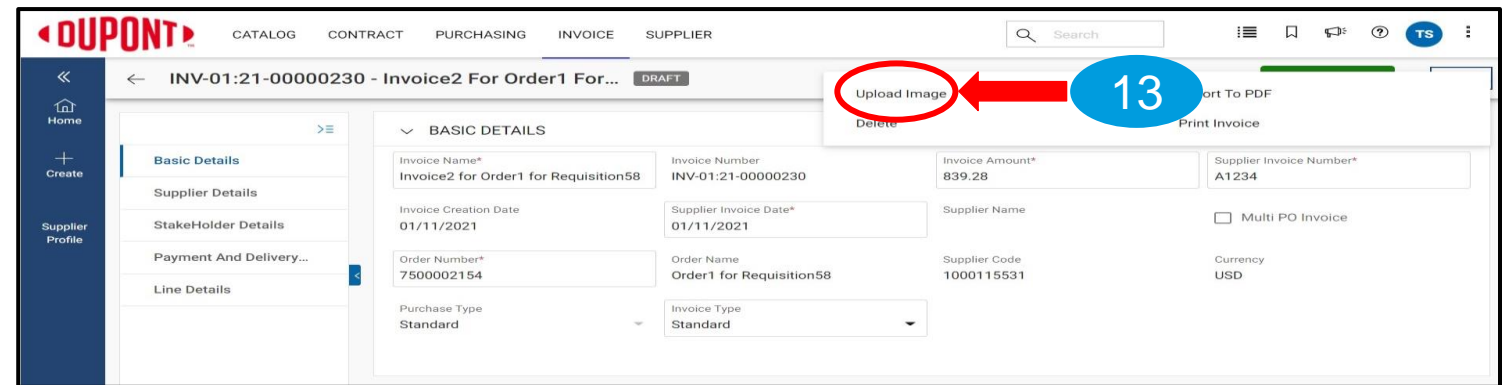 DUPONT
CATALOG CONTRACT PURCHASING INVOICE SUPPLIER Search TS
INV-01:21-00000230 - Invoice2 For Order1 For... DRAFT
Upload Image ort To PDF
Delete Print Invoice
13
Home
Create
Supplier
Profile
Basic Details
Supplier Details
StakeHolder Details
Payment And Delivery...
Line Details
BASIC DETAILS
Invoice Name* Invoice Number Invoice Amount* Supplier Invoice Number*
Invoice2 for Order1 for Requisition58 INV-01:21-00000230 839.28 A1234
Invoice Creation Date Supplier Invoice Date* Supplier Name
01/11/2021 01/11/2021 Multi PO Invoice
Order Number* Order Name Supplier Code Currency
7500002154 Order1 for Requisition58 1000115531 USD
Purchase Type Invoice Type
Standard Standard